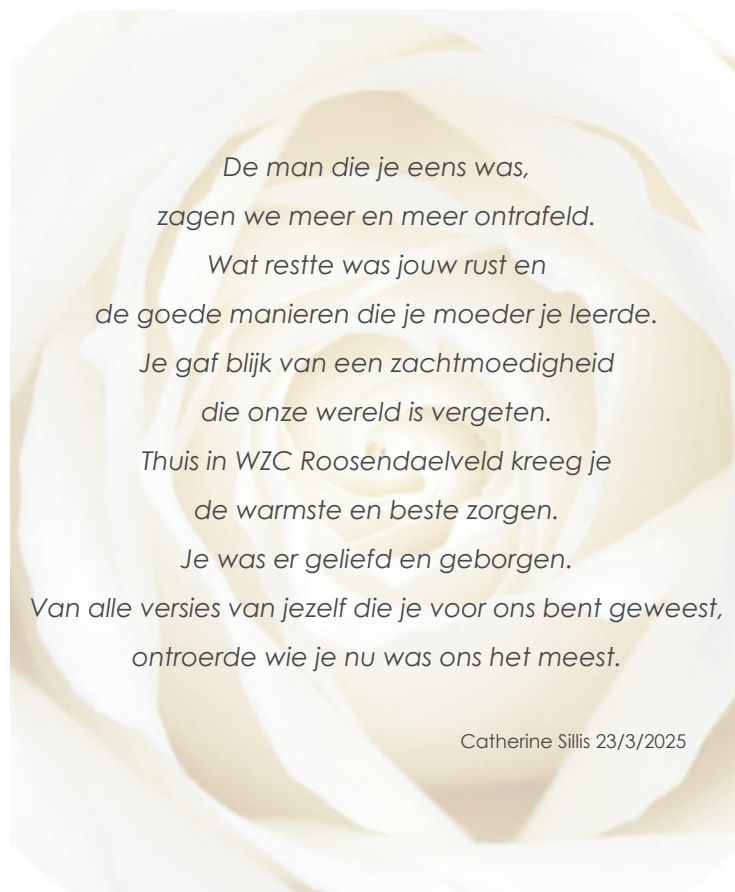 De man die je eens was,
zagen we meer en meer ontrafeld.
Wat restte was jouw rust en
de goede manieren die je moeder je leerde.
Je gaf blijk van een zachtmoedigheid
die onze wereld is vergeten.
Thuis in WZC Roosendaelveld kreeg je
de warmste en beste zorgen.
Je was er geliefd en geborgen.
Van alle versies van jezelf die je voor ons bent geweest,
ontroerde wie je nu was ons het meest.
Catherine Sillis 23/3/2025